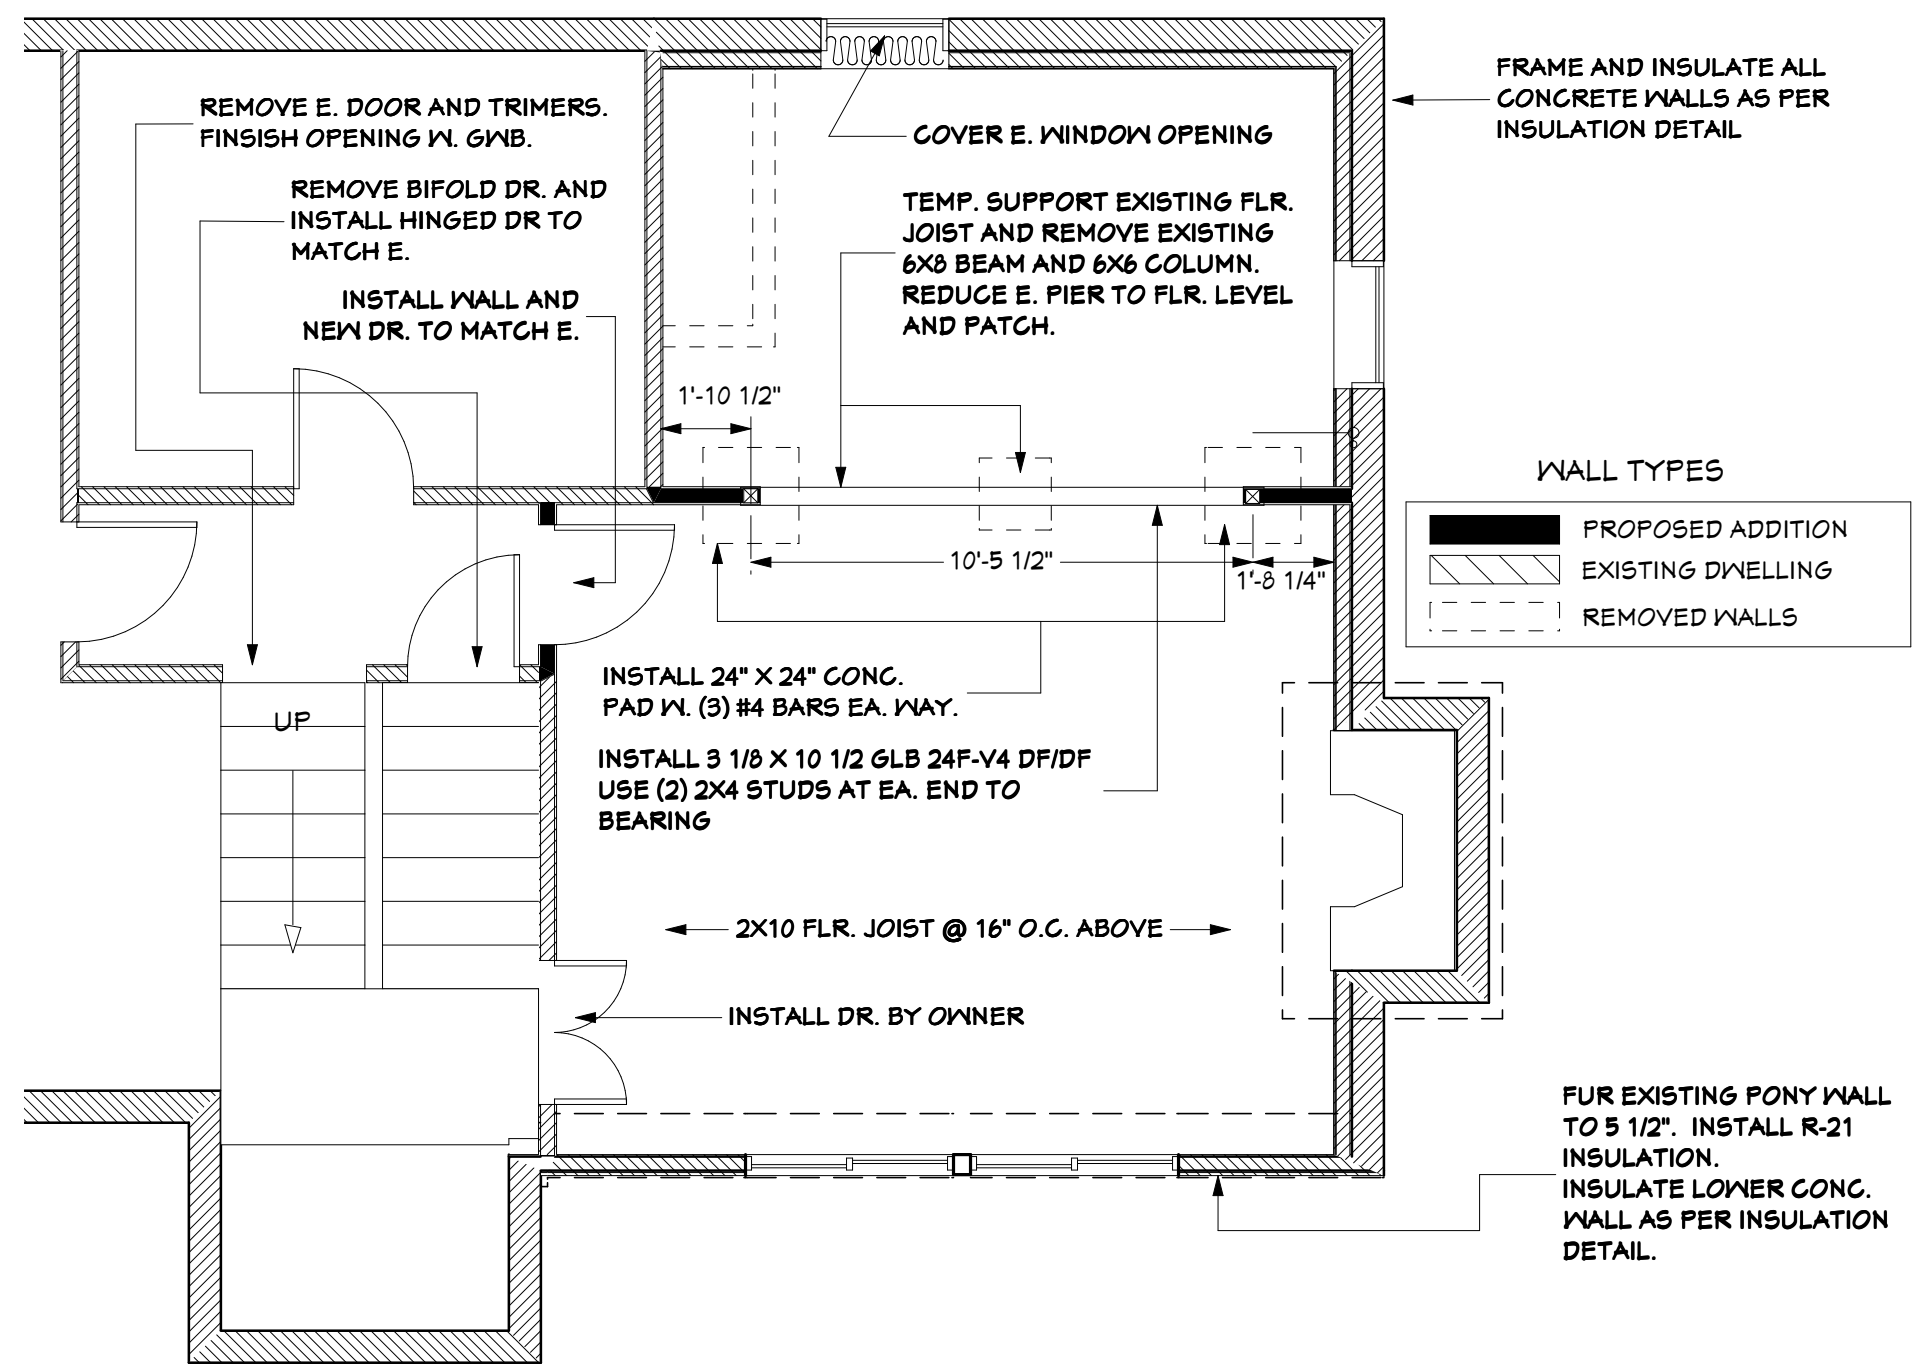 FRAME AND INSULATE ALL
CONCRETE WALLS AS PER
INSULATION DETAIL
REMOVE E. DOOR AND TRIMERS.
FINSISH OPENING W. GWB.
COVER E. WINDOW OPENING
REMOVE BIFOLD DR. AND
INSTALL HINGED DR TO
MATCH E.
TEMP. SUPPORT EXISTING FLR.
JOIST AND REMOVE EXISTING
6X8 BEAM AND 6X6 COLUMN.
REDUCE E. PIER TO FLR. LEVEL
AND PATCH.
INSTALL WALL AND
NEW DR. TO MATCH E.
1'-10 1/2"
WALL TYPES
PROPOSED ADDITION
EXISTING DWELLING
REMOVED WALLS
10'-5 1/2"
1'-8 1/4"
INSTALL 24" X 24" CONC.
PAD W. (3) #4 BARS EA. WAY.
UP
INSTALL 3 1/8 X 10 1/2 GLB 24F-V4 DF/DF
USE (2) 2X4 STUDS AT EA. END TO
BEARING
2X10 FLR. JOIST @ 16" O.C. ABOVE
INSTALL DR. BY OWNER
FUR EXISTING PONY WALL
TO 5 1/2". INSTALL R-21
INSULATION.
INSULATE LOWER CONC.
WALL AS PER INSULATION
DETAIL.